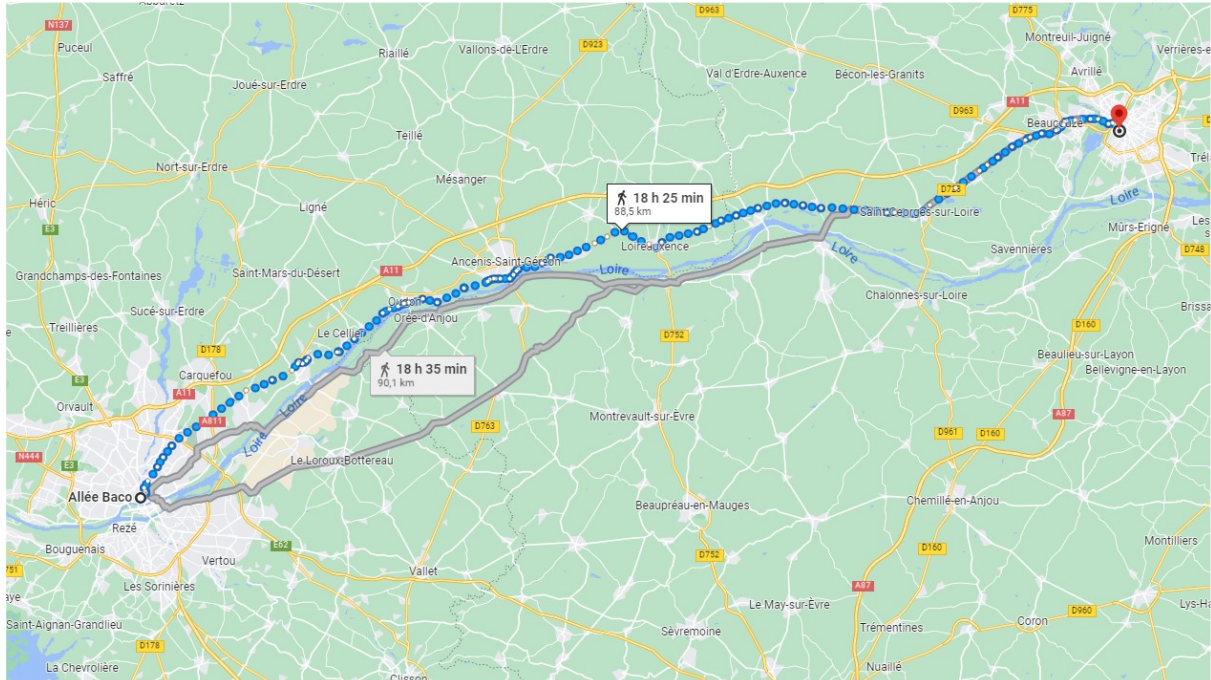 N137
Puceul
Saffré
Riaillé
Vallons-de-L'Erdre
D963
D775
Montreuil-Juigné
D923
Avrillé
Val d'Erdre-Auxence
Bécon-les-Granits
Joué-sur-Erdre
A11
D963
Beaucouzé
Teillé
Nort-sur-Erdre
Mésanger
Héric
Ligné
18 h 25 min
88,5 km
D723
Saint-Georges-sur-Loire
Loire
E3
Mûrs-Erigné
D748
Loireauxence
Savennières
Loire
Ancenis-Saint-Géréon
A11
Loire
Grandchamps-des-Fontaines
Saint-Mars-du-Désert
Chalonnes-sur-Loire
Oudon
Orée-d'Anjou
Sucé-sur-Erdre
Treillières
Le Cellier
D752
D160
D178
Beaulieu-sur-Layon
Bellevigne-en-Layon
Carquefou
18 h 35 min
90,1 km
A11
Orvault
Loire
A811
Montrevault-sur-Èvre
A87
D763
Loire
D961
D160
N444
E3
Le Loroux-Bottereau
Allée Baco
Beaupréau-en-Mauges
Chemillé-en-Anjou
Rezé
Bouguenais
E62
Vertou
D752
D160
Montilliers
Vallet
A87
Les Sorinières
Le May-sur-Èvre
D960
Saint-Aignan-Grandlieu
Trémentines
Coron
Sèvremoine
D178
La Chevrolière
Nuaillé
Clisson